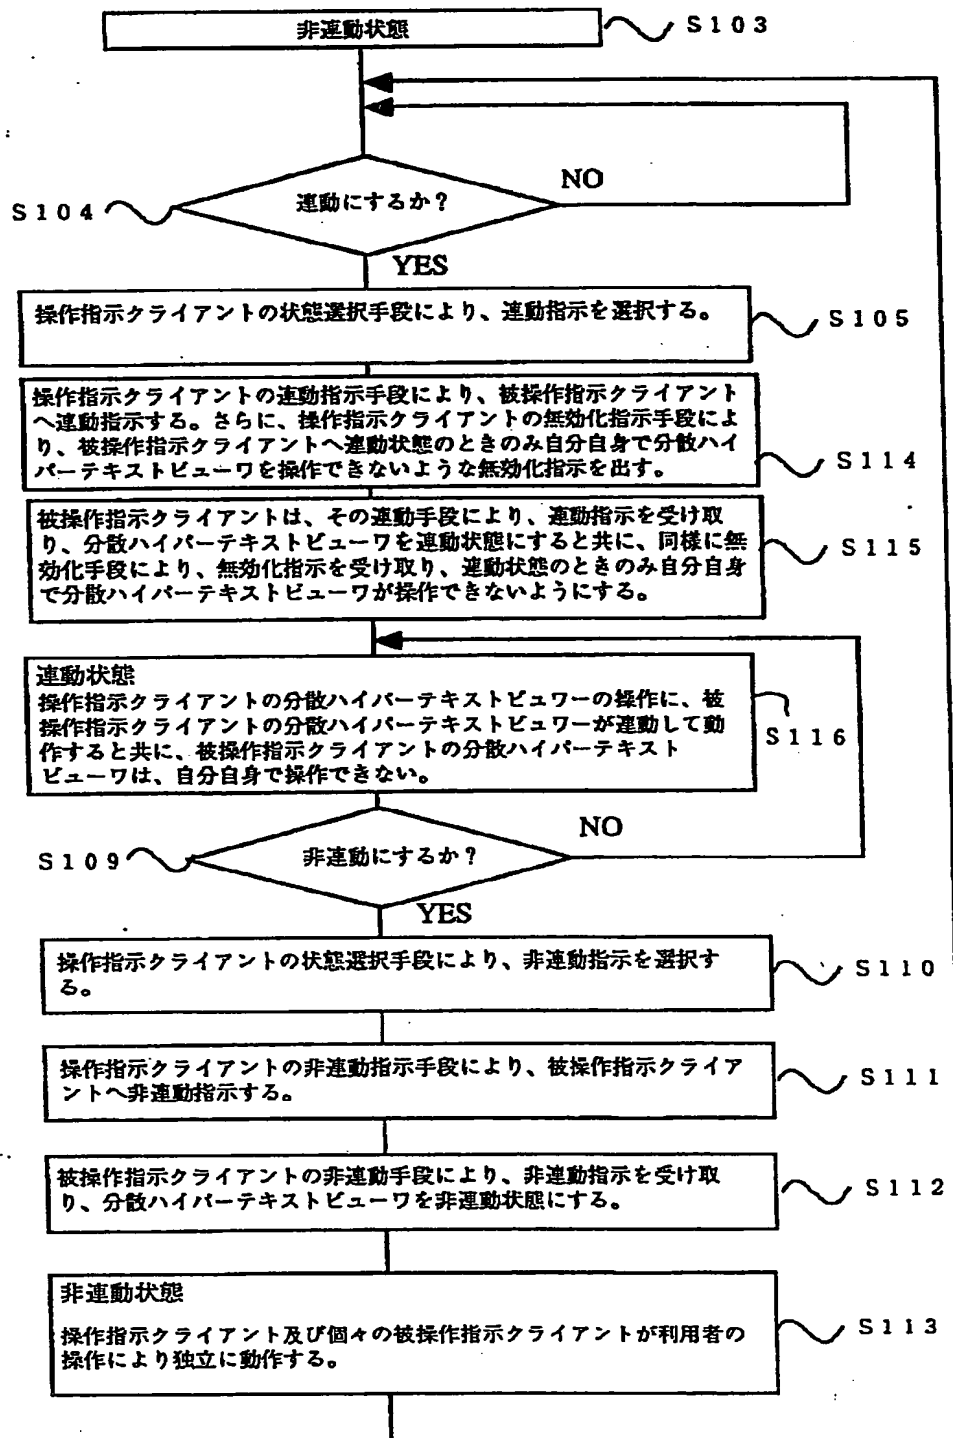 非連動状態
S103
連動にするか？
NO
S104
YES
操作指示クライアントの状態選択手段により、連動指示を選択する。
S105
操作指示クライアントの連動指示手段により、被操作指示クライアント
へ連動指示する。さらに、操作指示クライアントの無効化指示手段によ
り、被操作指示クライアントへ連動状態のときのみ自分自身で分散ハイ
パーテキストビューワを操作できないような無効化指示を出す。
S114
被操作指示クライアントは、その連動手段により、連動指示を受け取
り、分散ハイパーテキストビューワを連動状態にすると共に、同様に無
効化手段により、無効化指示を受け取り、連動状態のときのみ自分自身
で分散ハイパーテキストビューワが操作できないようにする。
S115
連動状態
操作指示クライアントの分散ハイパーテキストビュワーの操作に、被
操作指示クライアントの分散ハイパーテキストビュワーが連動して動
作すると共に、被操作指示クライアントの分散ハイパーテキスト
ビューワは、自分自身で操作できない。
S116
NO
非連動にするか？
S109
YES
操作指示クライアントの状態選択手段により、非連動指示を選択す
る。
S110
操作指示クライアントの非連動指示手段により、被操作指示クライア
ントへ非連動指示する。
S111
被操作指示クライアントの非連動手段により、非連動指示を受け取
り、分散ハイパーテキストビューワを非連動状態にする。
S112
非連動状態
操作指示クライアント及び個々の被操作指示クライアントが利用者の
操作により独立に動作する。
S113